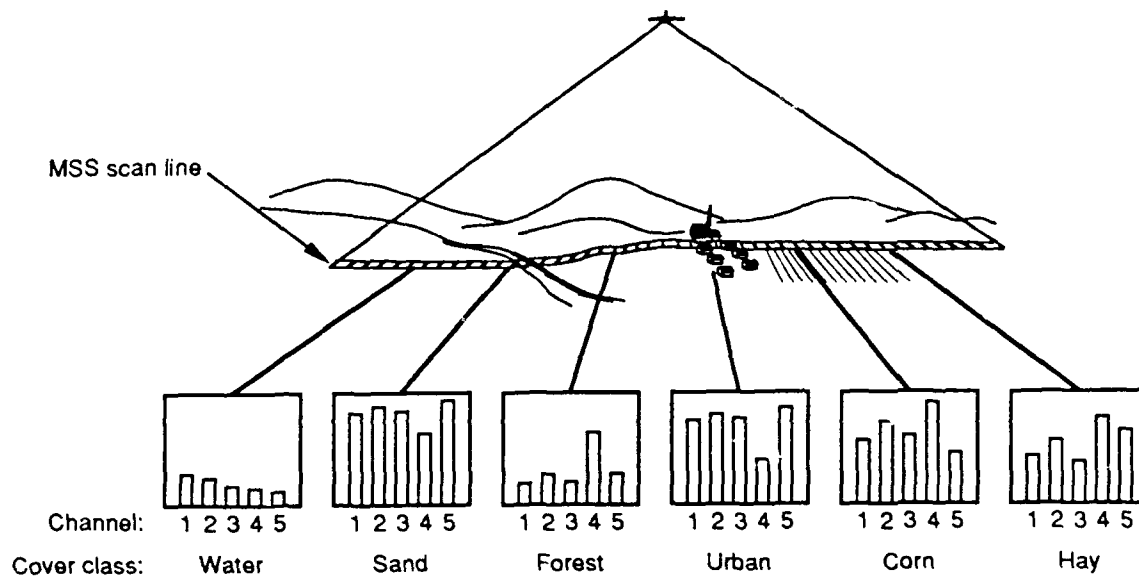 MSS scan line
Channel: 1 2 3 4 5 1 2 3 4 5 1 2 3 4 5 1 2 3 4 5 1 2 3 4 5 1 2 3 4 5
Cover class: Water Sand Forest Urban Corn Hay